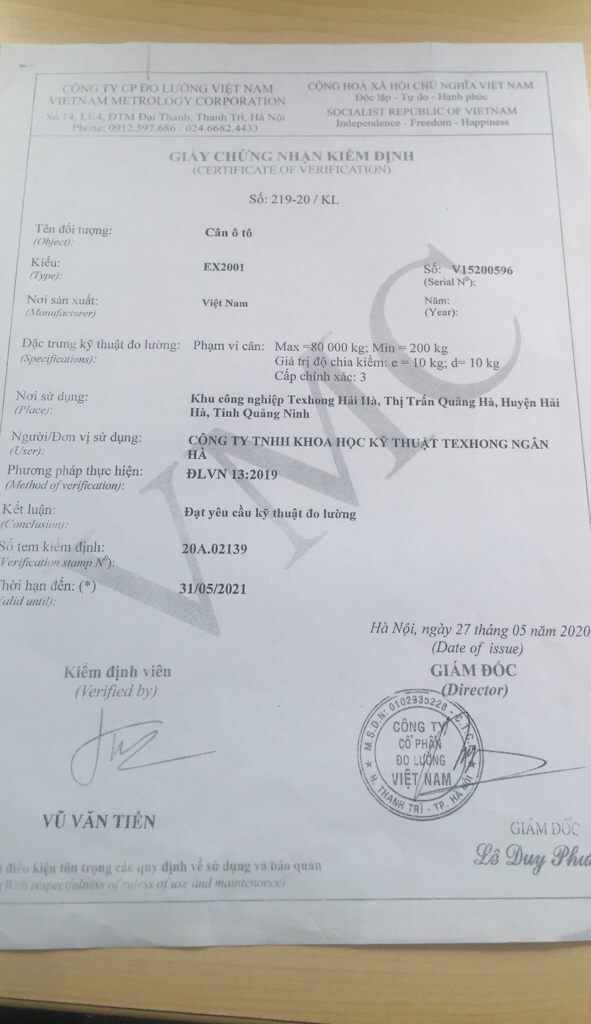 CÔNG TY CP ĐO LƯỜNG VIỆT NAM
VIETNAM METROLOGY CORPORATION
Số 14, LK4, ĐTM Đại Thanh, Thanh Trì, Hà Nội
Phone: 0912.597.686 / 024.6682.4433
CỘNG HOÀ XÃ HỘI CHỦ NGHĨA VIỆT NAM
Độc lập - Tự do - Hạnh phúc
SOCIALIST REPUBLIC OF VIETNAM
Independence - Freedom - Happiness
GIẤY CHỨNG NHẬN KIỂM ĐỊNH
(CERTIFICATE OF VERIFICATION)
Số: 219-20 / KL
Tên đối tượng: Cân ô tô
(Object):
Kiểu: EX2001 Số: V15200596
(Type): (Serial N⁰):
Nơi sản xuất: Việt Nam Năm:
(Manufacturer) (Year):
Đặc trưng kỹ thuật đo lường: Phạm vi cân: Max =80 000 kg; Min = 200 kg
(Specifications): Giá trị độ chia kiểm: e = 10 kg; d= 10 kg
Cấp chính xác: 3
Nơi sử dụng: Khu công nghiệp Texhong Hải Hà, Thị Trấn Quảng Hà, Huyện Hải
(Place): Hà, Tỉnh Quảng Ninh
Người/Đơn vị sử dụng: CÔNG TY TNHH KHOA HỌC KỸ THUẬT TEXHONG NGÂN
(User): HÀ
Phương pháp thực hiện: ĐLVN 13:2019
(Method of verification):
Kết luận: Đạt yêu cầu kỹ thuật đo lường
(Conclusion):
Số tem kiểm định: 20A.02139
Verification stamp N⁰):
hời hạn đến: (*) 31/05/2021
alid until):
VMC
Hà Nội, ngày 27 tháng 05 năm 2020
(Date of issue)
Kiểm định viên
(Verified by)
GIÁM ĐỐC
(Director)
M.S.D.N: 0102935228 - C.T.C.P
CÔNG TY
CỔ PHẦN
ĐO LƯỜNG
VIỆT NAM
H. THANH TRÌ - TP. HÀ NỘI
VŨ VĂN TIẾN
GIÁM ĐỐC
Lê Duy Phư
điều kiện tôn trọng các quy định về sử dụng và bảo quản
respectfulness of rules of use and maintenance)